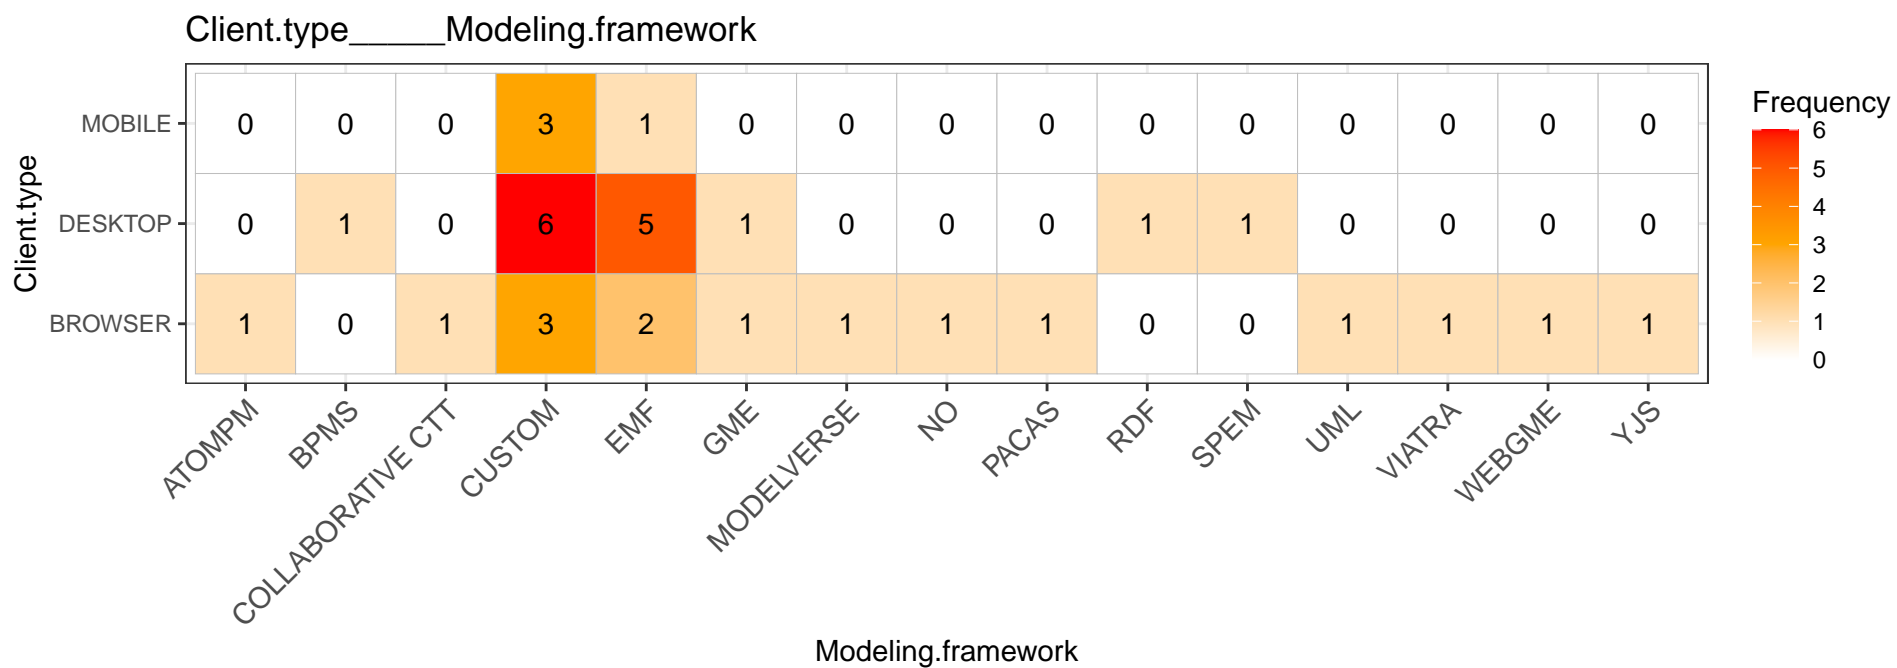 Client.type_____Modeling.framework
Client.type
MOBILE 0 0 0 3 1 0 0 0 0 0 0 0 0 0 0
DESKTOP 0 1 0 6 5 1 0 0 0 1 1 0 0 0 0
BROWSER 1 0 1 3 2 1 1 1 1 0 0 1 1 1 1
ATOMPM
BPMS
COLLABORATIVE CTT
CUSTOM
EMF
GME
MODELVERSE
NO
PACAS
RDF
SPEM
UML
VIATRA
WEBGME
YJS
Modeling.framework
Frequency
6
5
4
3
2
1
0